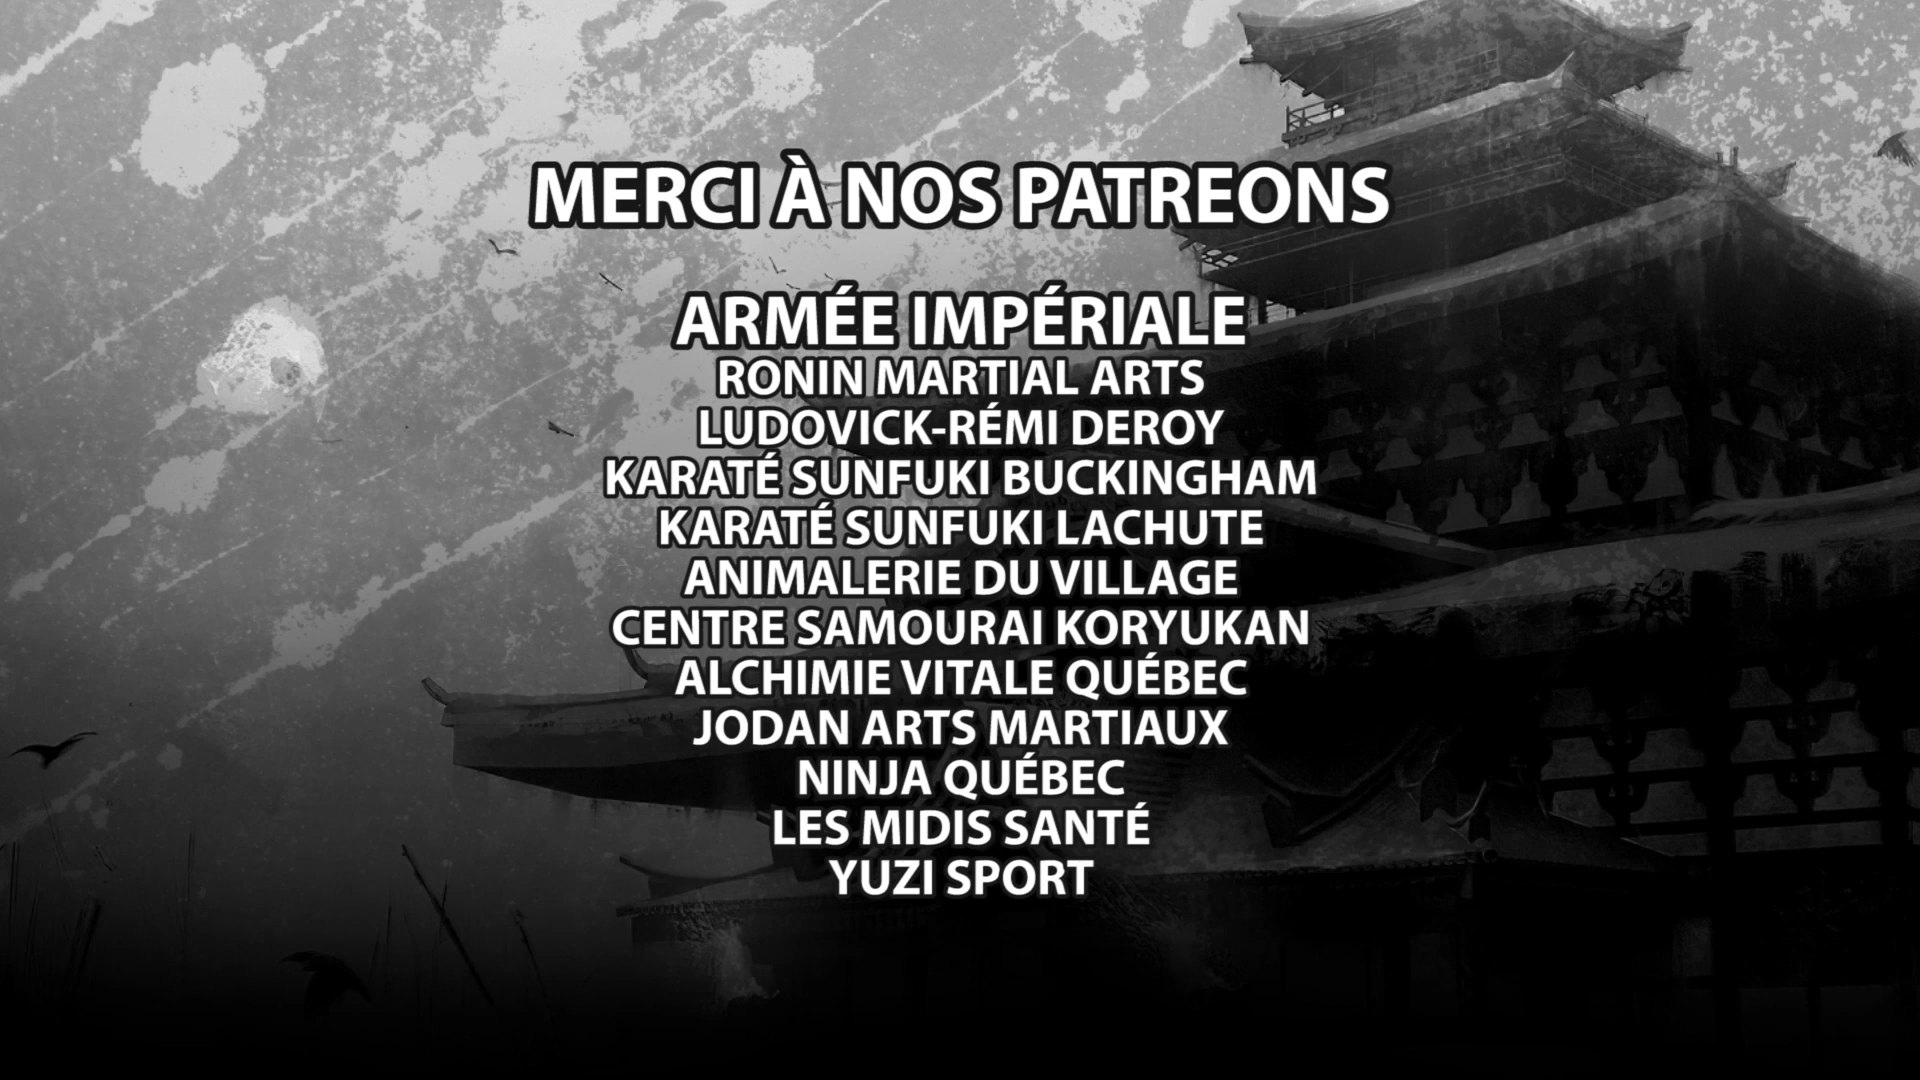 MERCI À NOS PATREONS
ARMÉE IMPÉRIALE
RONIN MARTIAL ARTS
LUDOVICK-RÉMI DEROY
KARATÉ SUNFUKI BUCKINGHAM
KARATÉ SUNFUKI LACHUTE
ANIMALERIE DU VILLAGE
CENTRE SAMOURAI KORYUKAN
ALCHIMIE VITALE QUÉBEC
JODAN ARTS MARTIAUX
NINJA QUÉBEC
LES MIDIS SANTÉ
YUZI SPORT